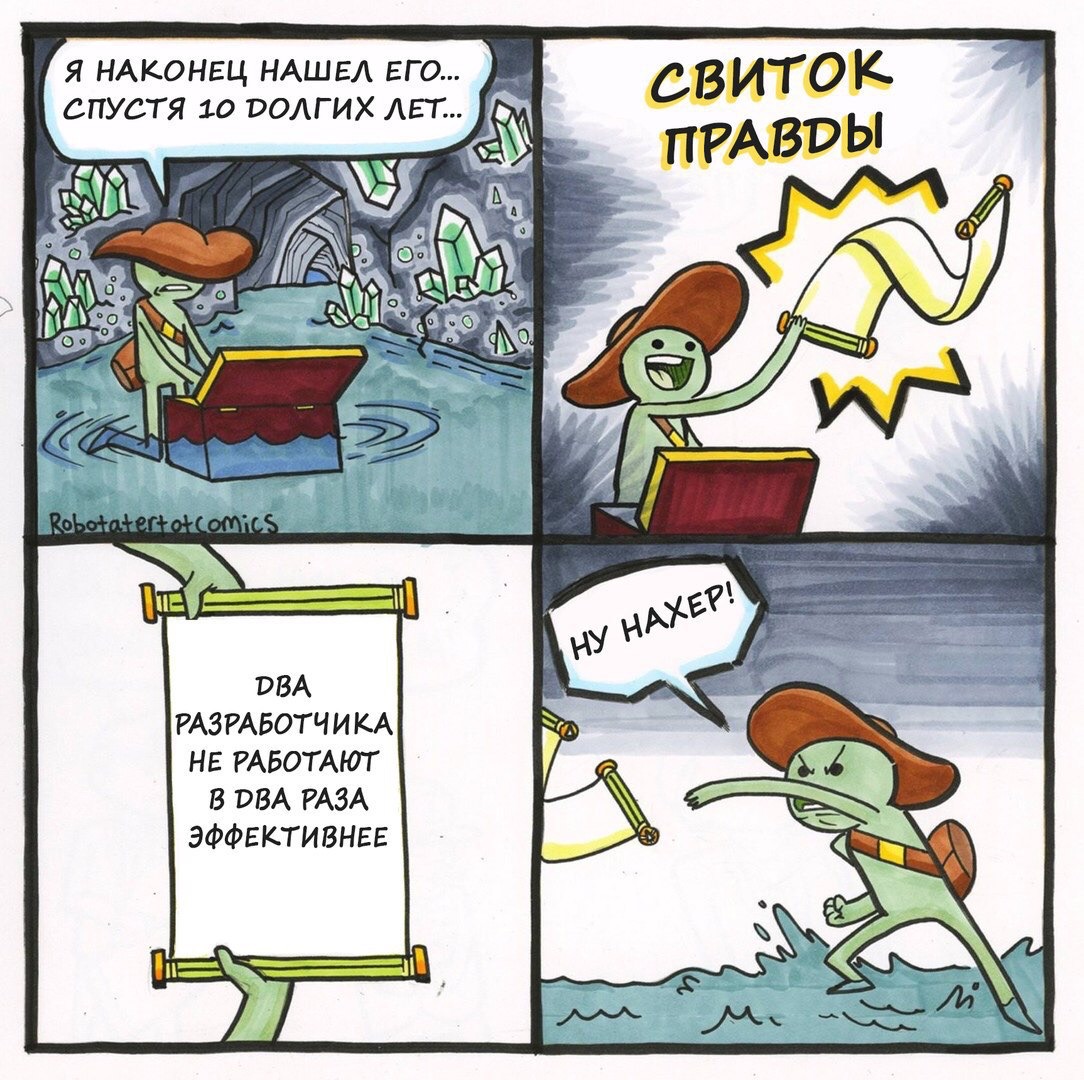 Я НАКОНЕЦ НАШЕЛ ЕГО...
СПУСТЯ 10 ДОЛГИХ ЛЕТ...
СВИТОК
ПРАВДЫ
Robotatertotcomics
ДВА
РАЗРАБОТЧИКА
НЕ РАБОТАЮТ
В ДВА РАЗА
ЭФФЕКТИВНЕЕ
НУ НАХЕР!